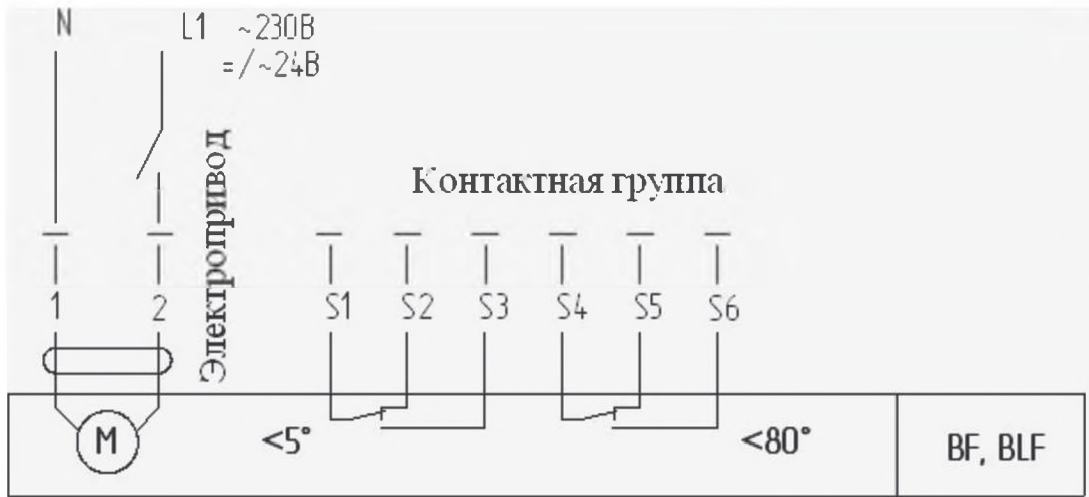 N L1 ~230В
=/~24В
Электропривод
Контактная группа
1 2 S1 S2 S3 S4 S5 S6
M <5° <80° BF, BLF